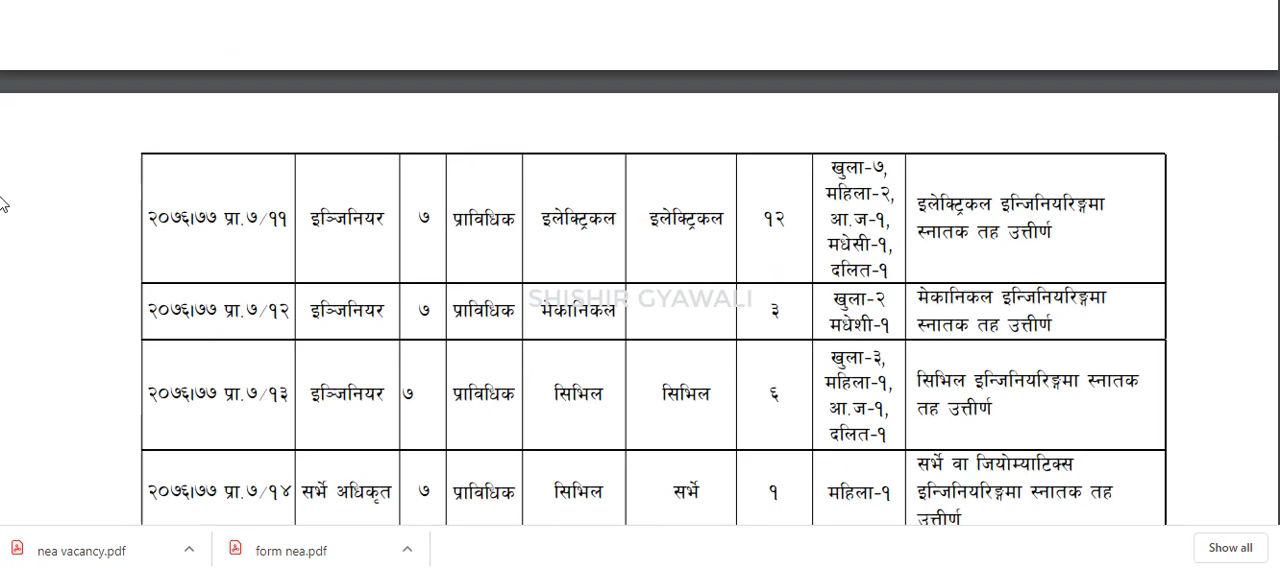 २०७६।७७ प्रा.७/११ इञ्जिनियर ७ प्राविधिक इलेक्ट्रिकल इलेक्ट्रिकल १२ खुला-७, महिला-२, आ.ज-१, मधेसी-१, दलित-१ इलेक्ट्रिकल इन्जिनियरिङ्गमा स्नातक तह उत्तीर्ण
SHISHIR GYAWALI
२०७६।७७ प्रा.७/१२ इञ्जिनियर ७ प्राविधिक मेकानिकल ३ खुला-२ मधेशी-१ मेकानिकल इन्जिनियरिङ्गमा स्नातक तह उत्तीर्ण
२०७६।७७ प्रा.७/१३ इञ्जिनियर ७ प्राविधिक सिभिल सिभिल ६ खुला-३, महिला-१, आ.ज-१, दलित-१ सिभिल इन्जिनियरिङ्गमा स्नातक तह उत्तीर्ण
२०७६।७७ प्रा.७/१४ सर्भे अधिकृत ७ प्राविधिक सिभिल सर्भे १ महिला-१ सर्भे वा जियोम्याटिक्स इन्जिनियरिङ्गमा स्नातक तह उत्तीर्ण
nea vacancy.pdf form nea.pdf Show all